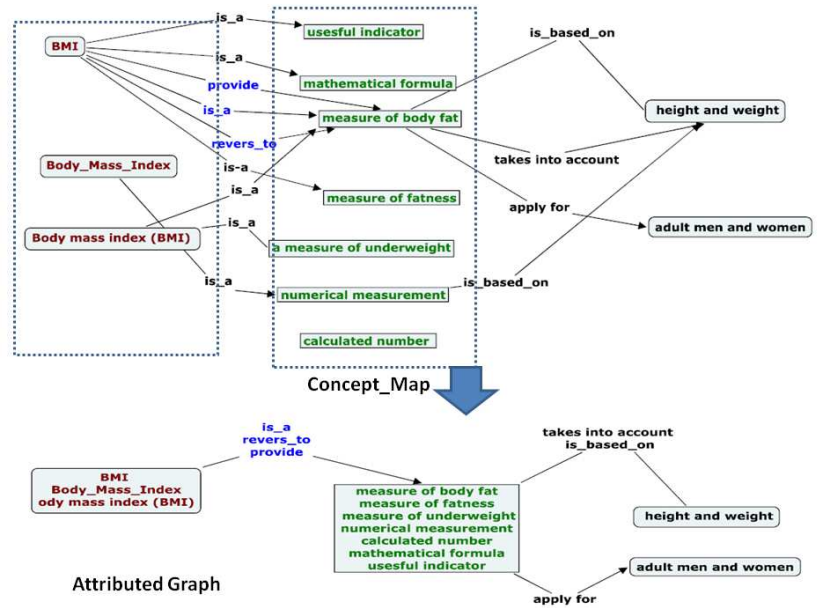 is_a
usesful indicator
BMI
is_based_on
is_a
mathematical formula
provide
is_a
measure of body fat
height and weight
revers_to
takes into account
Body_Mass_Index
is-a
is_a
measure of fatness
apply for
adult men and women
Body mass index (BMI)
is_a
a measure of underweight
is_a
is_based_on
numerical measurement
calculated number
Concept_Map
is_a
revers_to
provide
takes into account
is_based_on
BMI
Body_Mass_Index
ody mass index (BMI)
measure of body fat
measure of fatness
measure of underweight
numerical measurement
calculated number
mathematical formula
usesful indicator
height and weight
adult men and women
apply for
Attributed Graph